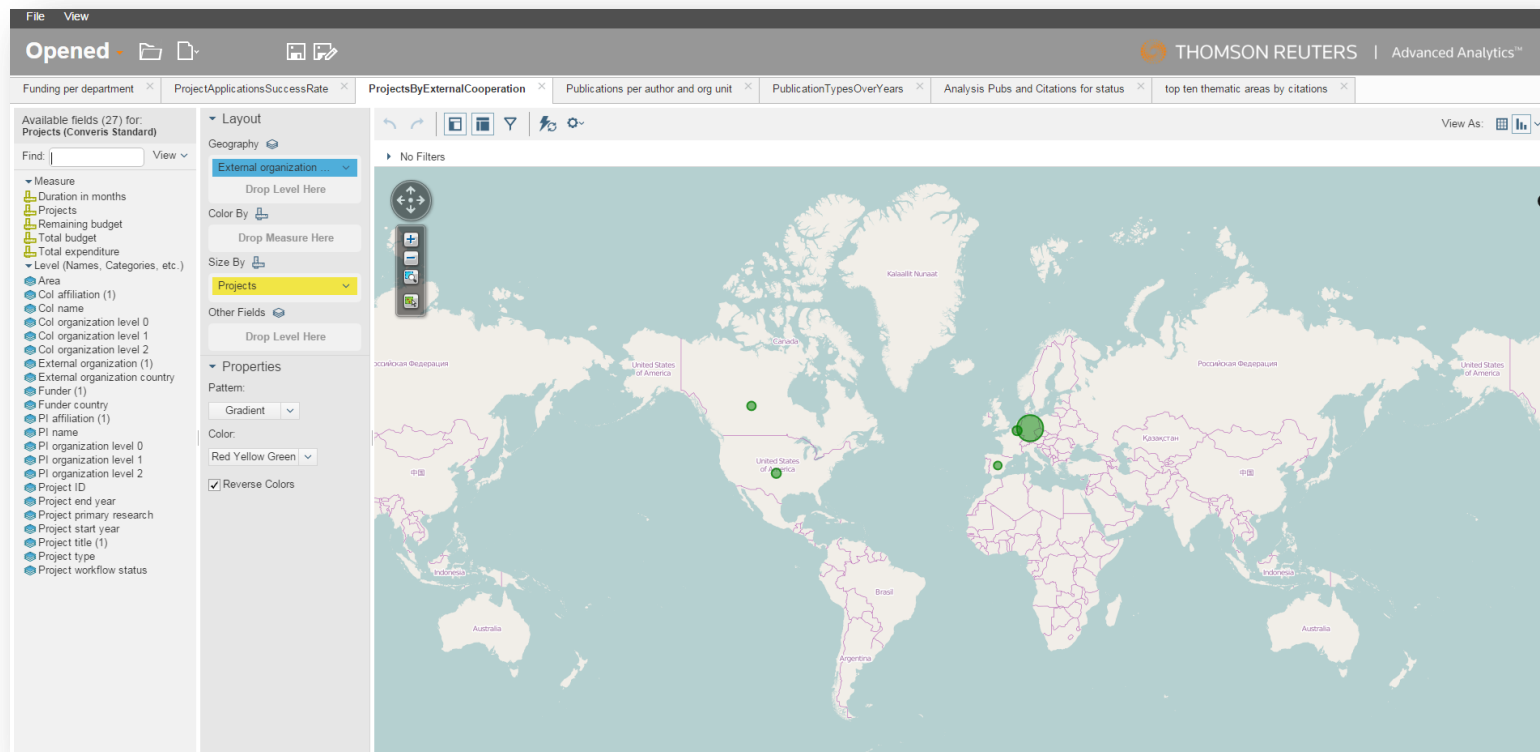 File View
Opened
THOMSON REUTERS | Advanced Analytics™
Funding per department
ProjectApplicationsSuccessRate
ProjectsByExternalCooperation
Publications per author and org unit
PublicationTypesOverYears
Analysis Pubs and Citations for status
top ten thematic areas by citations
Available fields (27) for:
Projects (Converis Standard)
Find:
View
Measure
Duration in months
Projects
Remaining budget
Total budget
Total expenditure
Level (Names, Categories, etc.)
Area
CoI affiliation (1)
CoI name
CoI organization level 0
CoI organization level 1
CoI organization level 2
External organization (1)
External organization country
Funder (1)
Funder country
PI affiliation (1)
PI name
PI organization level 0
PI organization level 1
PI organization level 2
Project ID
Project end year
Project primary research
Project start year
Project title (1)
Project type
Project workflow status
Layout
Geography
External organization ...
Drop Level Here
Color By
Drop Measure Here
Size By
Projects
Other Fields
Drop Level Here
Properties
Pattern:
Gradient
Color:
Red Yellow Green
Reverse Colors
View As:
No Filters
Kalaallit Nunaat
Canada
United States
of America
Российская Федерация
Российская Федерация
United States
of America
United States
of America
Қазақстан
中国
中国
Indonesia
Indonesia
Brasil
Australia
Australia
Argentina